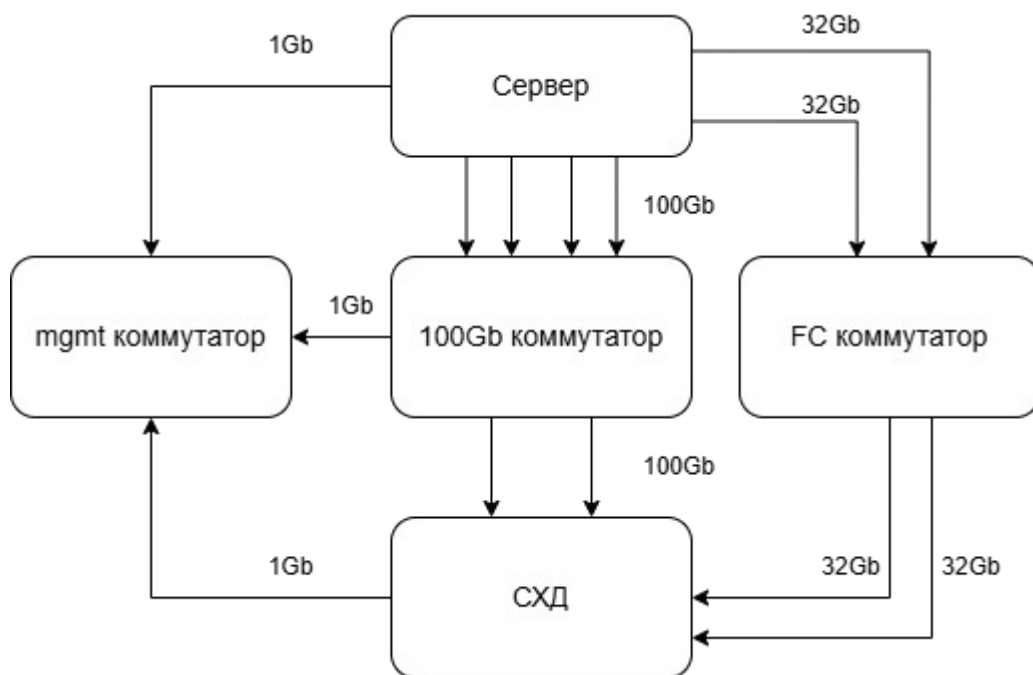 32Gb
1Gb
Сервер
32Gb
100Gb
1Gb
mgmt коммутатор
100Gb коммутатор
FC коммутатор
100Gb
1Gb
32Gb
32Gb
СХД